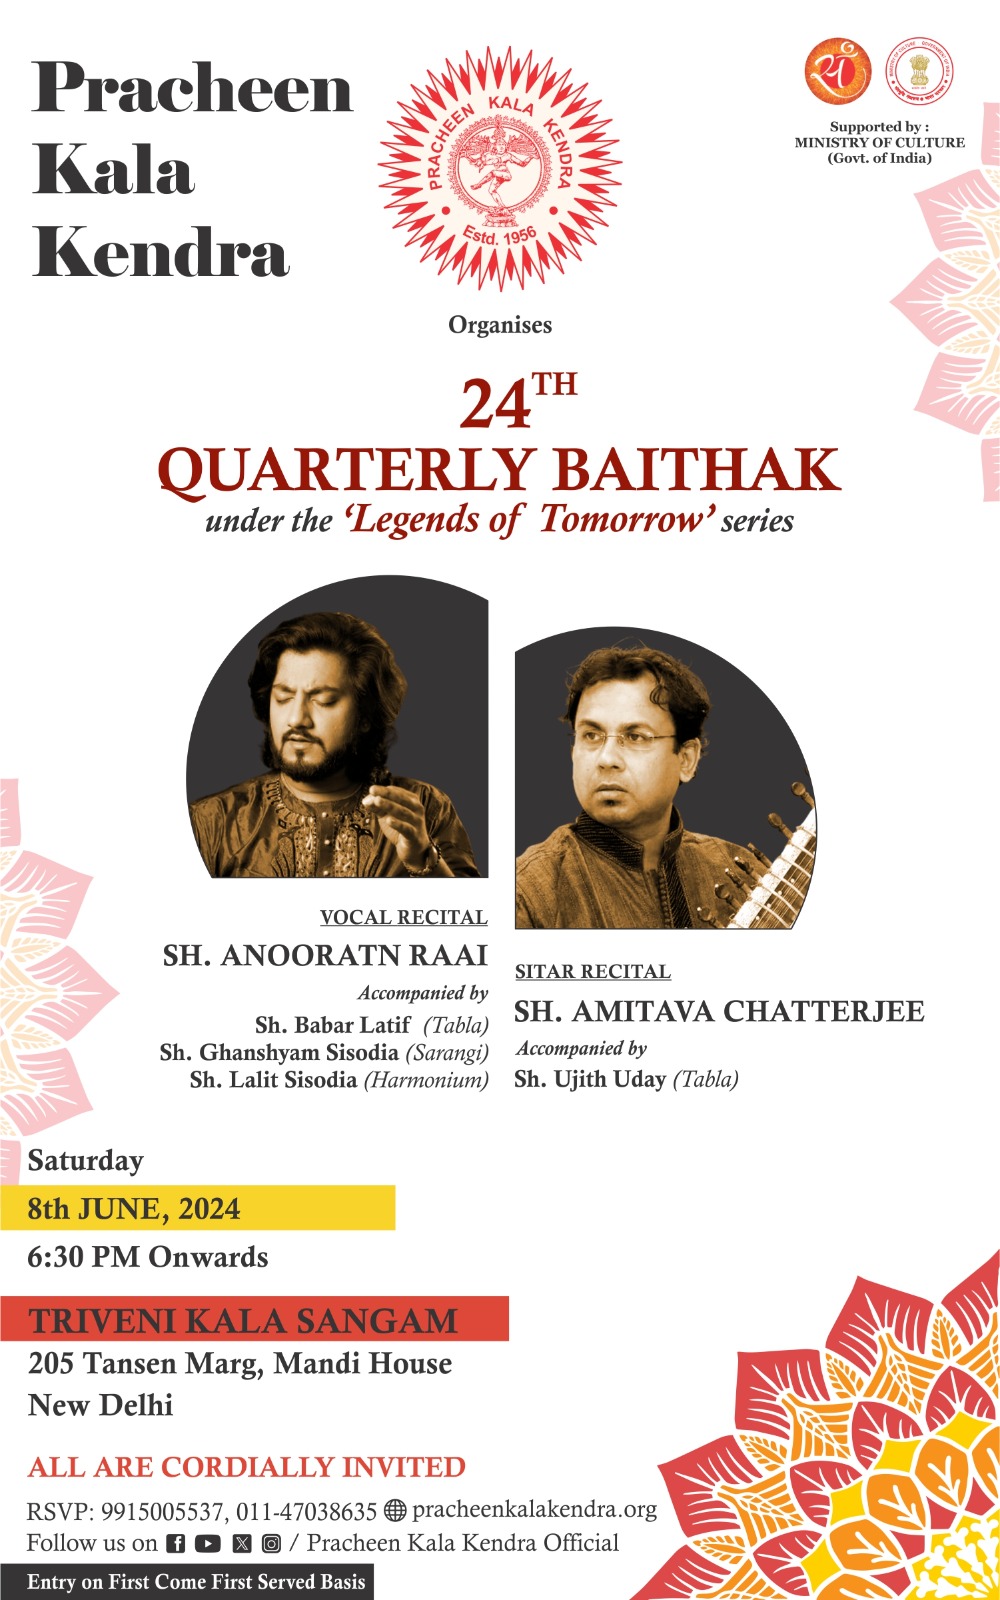 Pracheen
Kala
Kendra
PRACHEEN KALA KENDRA
Estd. 1956
Supported by :
MINISTRY OF CULTURE
(Govt. of India)
Organises
24TH
QUARTERLY BAITHAK
under the ‘Legends of Tomorrow’ series
VOCAL RECITAL
SH. ANOORATN RAAI
Accompanied by
Sh. Babar Latif (Tabla)
Sh. Ghanshyam Sisodia (Sarangi)
Sh. Lalit Sisodia (Harmonium)
SITAR RECITAL
SH. AMITAVA CHATTERJEE
Accompanied by
Sh. Ujith Uday (Tabla)
Saturday
8th JUNE, 2024
6:30 PM Onwards
TRIVENI KALA SANGAM
205 Tansen Marg, Mandi House
New Delhi
ALL ARE CORDIALLY INVITED
RSVP: 9915005537, 011-47038635 pracheenkalakendra.org
Follow us on / Pracheen Kala Kendra Official
Entry on First Come First Served Basis